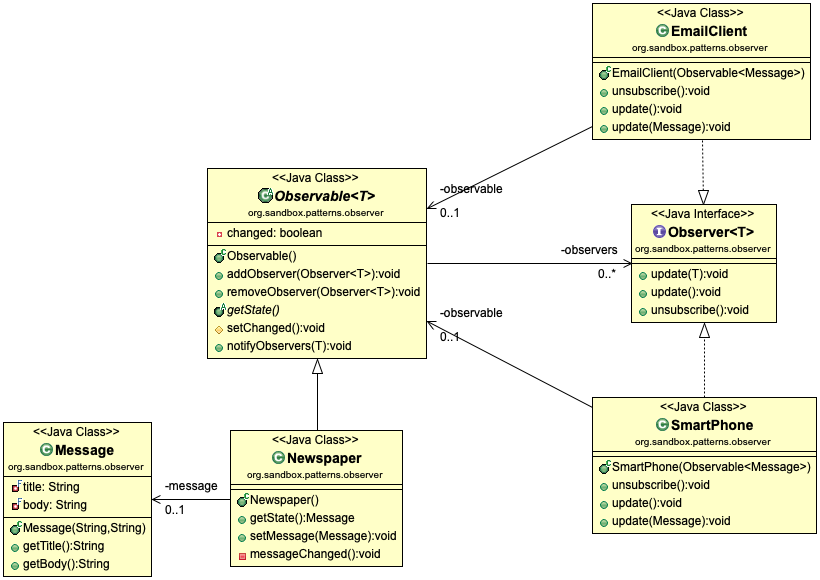 <<Java Class>>
EmailClient
org.sandbox.patterns.observer
EmailClient(Observable<Message>)
unsubscribe():void
update():void
update(Message):void
<<Java Class>>
Observable<T>
org.sandbox.patterns.observer
changed: boolean
Observable()
addObserver(Observer<T>):void
removeObserver(Observer<T>):void
getState()
setChanged():void
notifyObservers(T):void
-observable
0..1
-observers
0..*
-observable
0..1
<<Java Interface>>
Observer<T>
org.sandbox.patterns.observer
update(T):void
update():void
unsubscribe():void
<<Java Class>>
Message
org.sandbox.patterns.observer
title: String
body: String
Message(String,String)
getTitle():String
getBody():String
-message
0..1
<<Java Class>>
Newspaper
org.sandbox.patterns.observer
Newspaper()
getState():Message
setMessage(Message):void
messageChanged():void
<<Java Class>>
SmartPhone
org.sandbox.patterns.observer
SmartPhone(Observable<Message>)
unsubscribe():void
update():void
update(Message):void